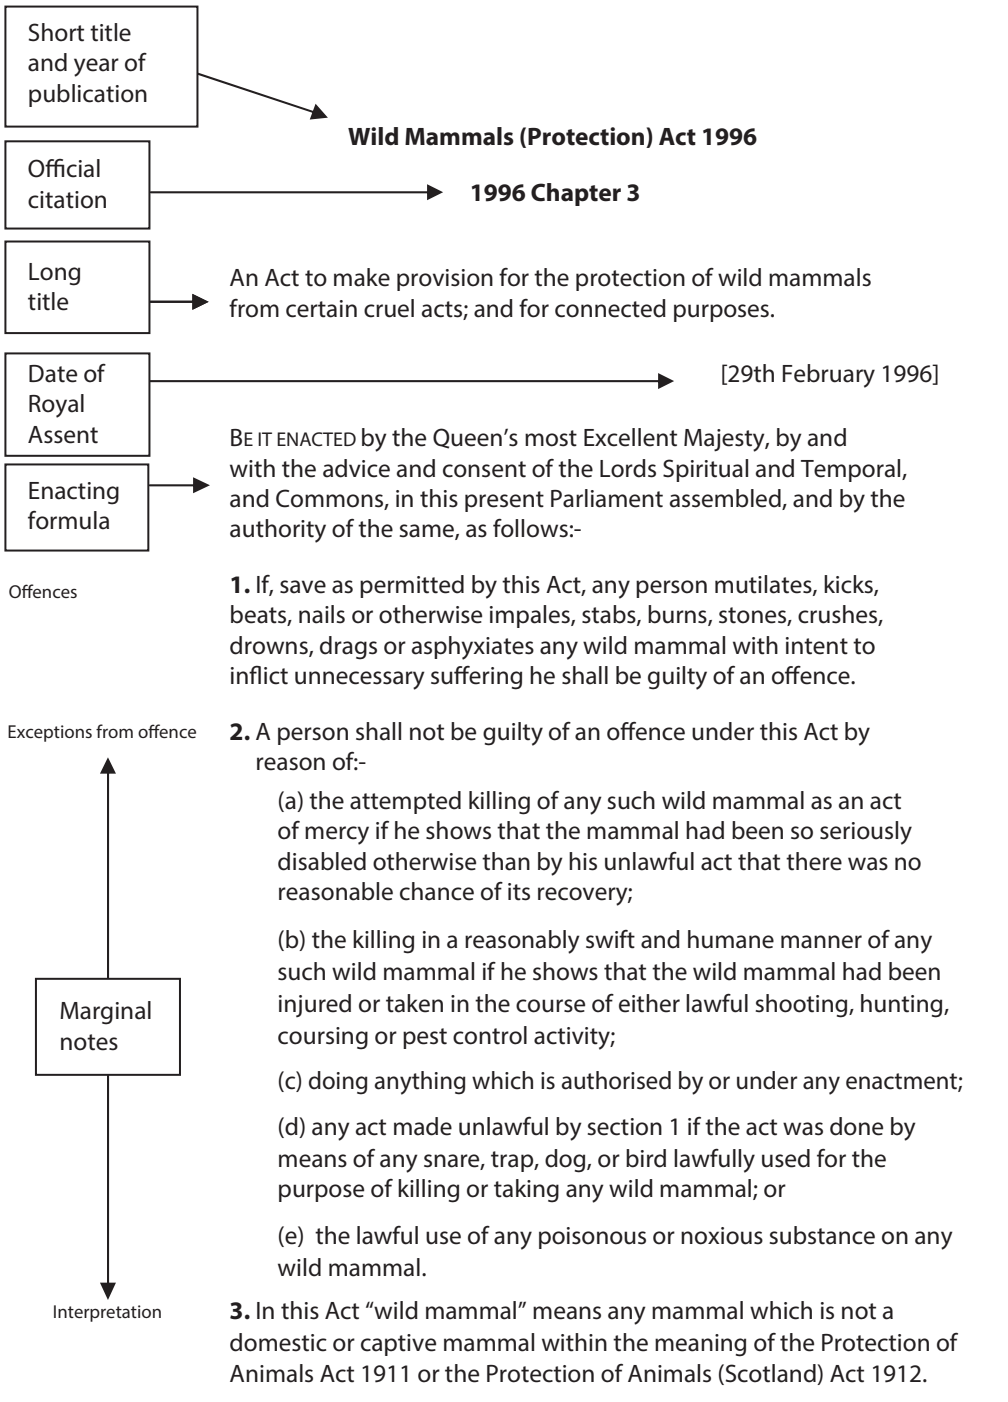 Short title
and year of
publication
Wild Mammals (Protection) Act 1996
Official
citation
1996 Chapter 3
Long
title
An Act to make provision for the protection of wild mammals
from certain cruel acts; and for connected purposes.
Date of
Royal
Assent
[29th February 1996]
Enacting
formula
BE IT ENACTED by the Queen’s most Excellent Majesty, by and
with the advice and consent of the Lords Spiritual and Temporal,
and Commons, in this present Parliament assembled, and by the
authority of the same, as follows:-
Offences
1. If, save as permitted by this Act, any person mutilates, kicks,
beats, nails or otherwise impales, stabs, burns, stones, crushes,
drowns, drags or asphyxiates any wild mammal with intent to
inflict unnecessary suffering he shall be guilty of an offence.
Exceptions from offence
2. A person shall not be guilty of an offence under this Act by
reason of:-
(a) the attempted killing of any such wild mammal as an act
of mercy if he shows that the mammal had been so seriously
disabled otherwise than by his unlawful act that there was no
reasonable chance of its recovery;
(b) the killing in a reasonably swift and humane manner of any
such wild mammal if he shows that the wild mammal had been
injured or taken in the course of either lawful shooting, hunting,
coursing or pest control activity;
Marginal
notes
(c) doing anything which is authorised by or under any enactment;
(d) any act made unlawful by section 1 if the act was done by
means of any snare, trap, dog, or bird lawfully used for the
purpose of killing or taking any wild mammal; or
(e) the lawful use of any poisonous or noxious substance on any
wild mammal.
Interpretation
3. In this Act “wild mammal” means any mammal which is not a
domestic or captive mammal within the meaning of the Protection of
Animals Act 1911 or the Protection of Animals (Scotland) Act 1912.